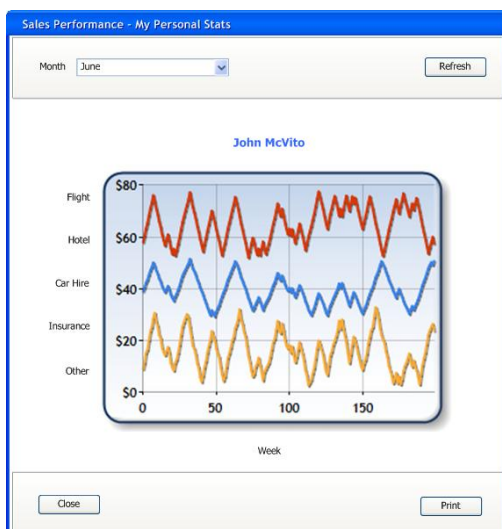 Sales Performance - My Personal Stats
Month June Refresh
John McVito
Flight
Hotel
Car Hire
Insurance
Other
$80
$60
$40
$20
$0
0 50 100 150
Week
Close Print